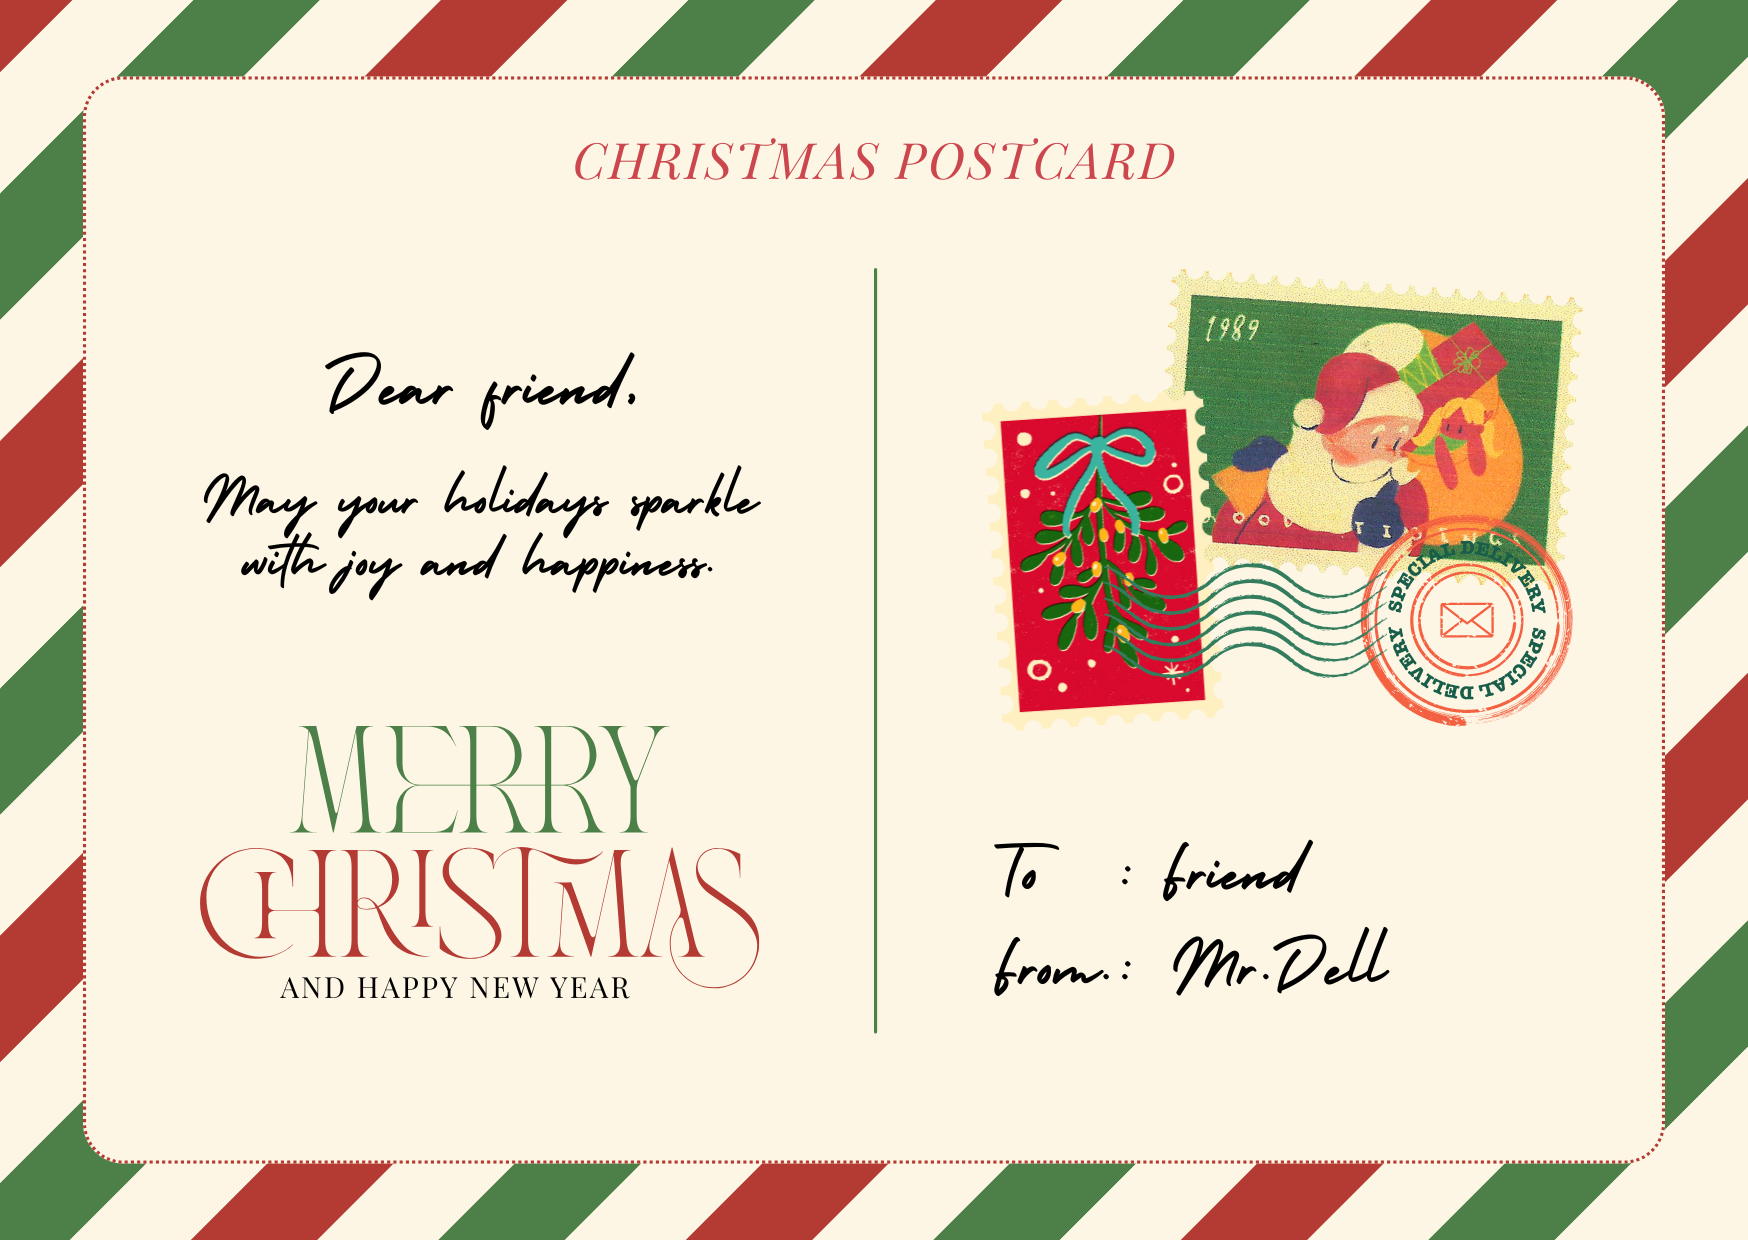 CHRISTMAS POSTCARD
Dear friend,
May your holidays sparkle
with joy and happiness.
MERRY
CHRISTMAS
AND HAPPY NEW YEAR
1989
SPECIAL DELIVERY
SPECIAL DELIVERY
To : friend
from. : Mr.Dell